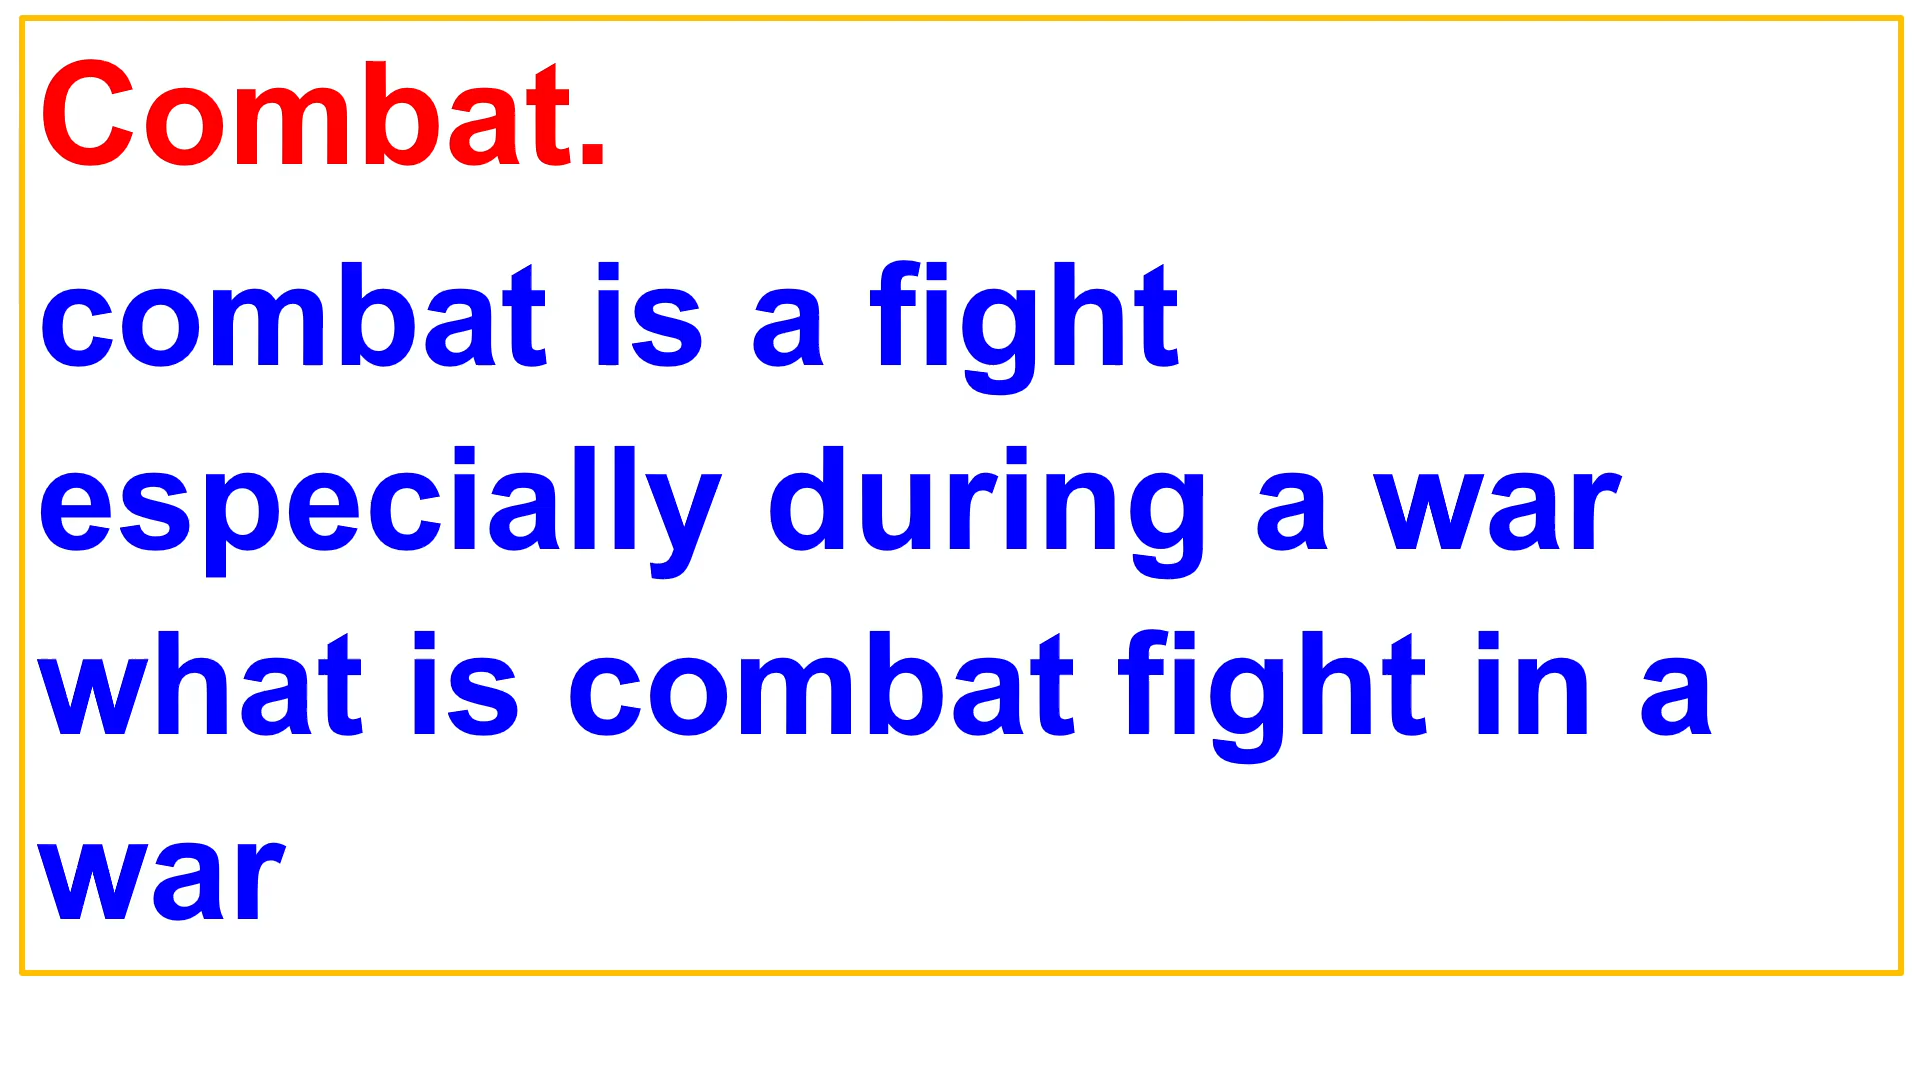 Combat.
combat is a fight
especially during a war
what is combat fight in a
war